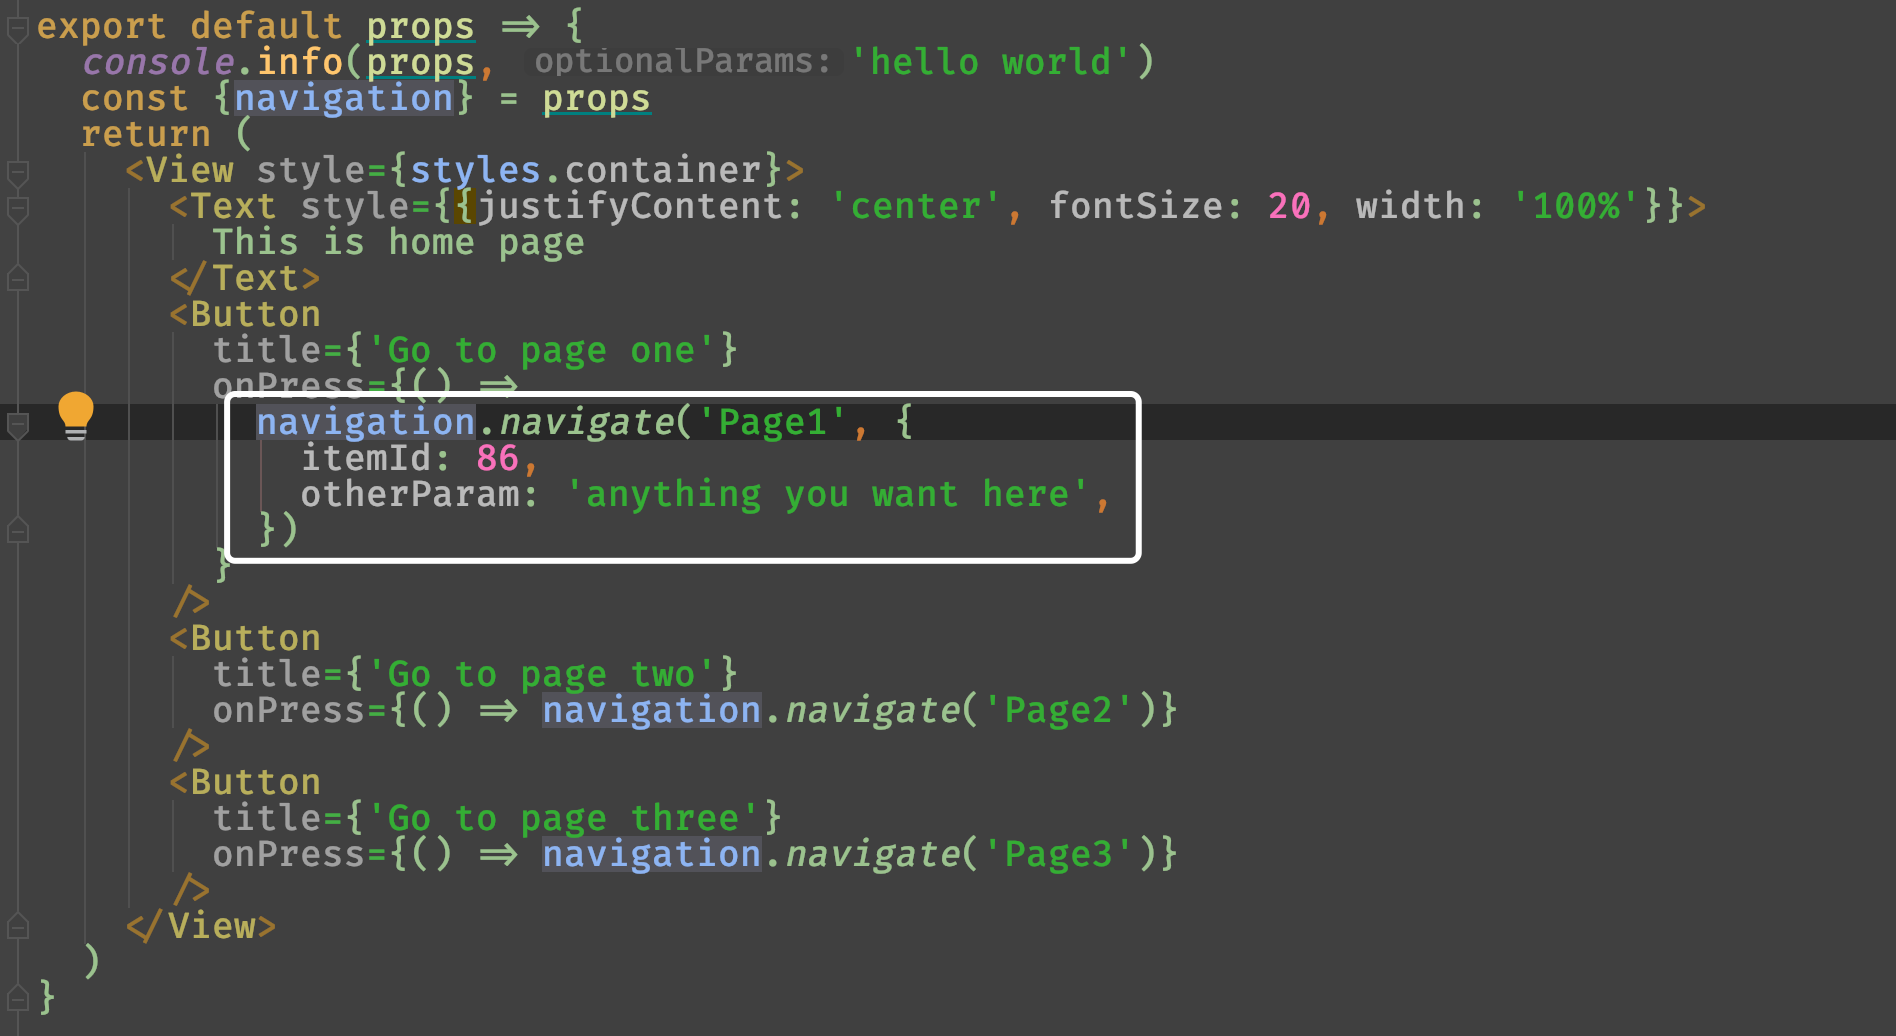 export default props => {
console.info(props, optionalParams: 'hello world')
const {navigation} = props
return (
<View style={styles.container}>
<Text style={{justifyContent: 'center', fontSize: 20, width: '100%'}}>
This is home page
</Text>
<Button
title={'Go to page one'}
onPress={() =>
navigation.navigate('Page1', {
itemId: 86,
otherParam: 'anything you want here',
})
}
/>
<Button
title={'Go to page two'}
onPress={() => navigation.navigate('Page2')}
/>
<Button
title={'Go to page three'}
onPress={() => navigation.navigate('Page3')}
/>
</View>
)
}